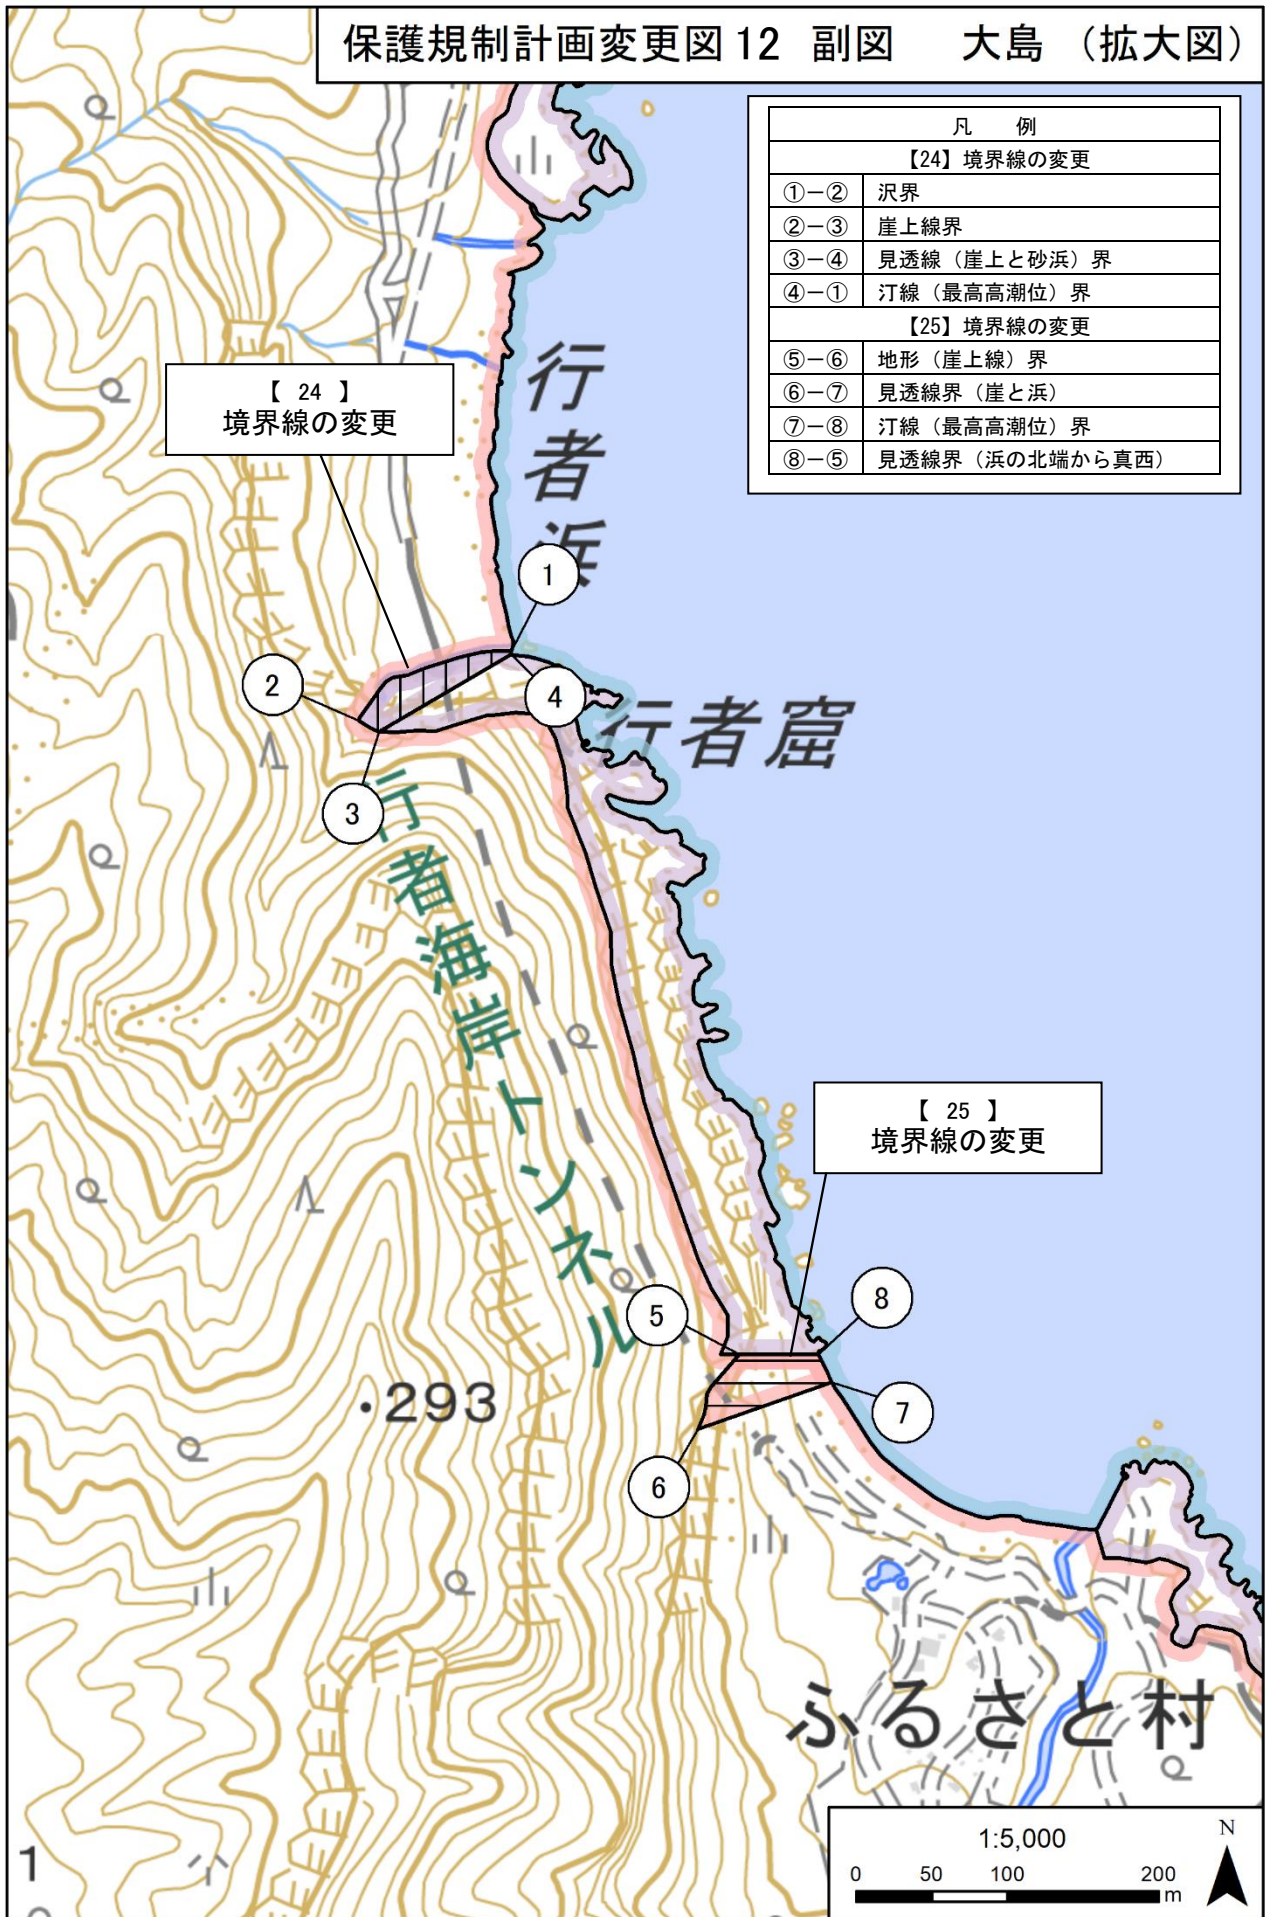 保護規制計画変更図 12　副図　　大島　（拡大図）
凡　例
【24】境界線の変更
①－② 沢界
②－③ 崖上線界
③－④ 見透線（崖上と砂浜）界
④－① 汀線（最高高潮位）界
【25】境界線の変更
⑤－⑥ 地形（崖上線）界
⑥－⑦ 見透線界（崖と浜）
⑦－⑧ 汀線（最高高潮位）界
⑧－⑤ 見透線界（浜の北端から真西）
行者浜
【 24 】
境界線の変更
1
2
4
行者窟
3
行者海岸トンネル
【 25 】
境界線の変更
8
5
・293
7
6
ふるさと村
1
1:5,000
N
0 50 100 200
m